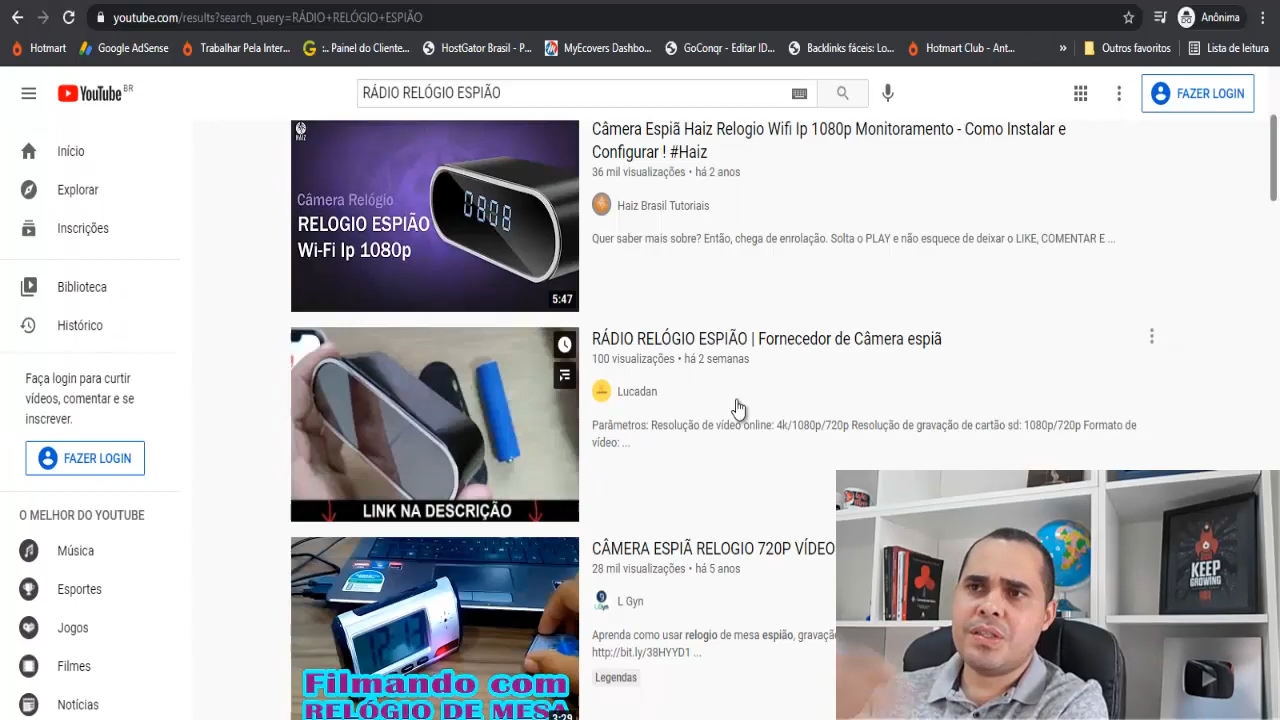 youtube.com/results?search_query=RÁDIO+RELÓGIO+ESPIÃO
Anônima
Hotmart
Google AdSense
Trabalhar Pela Inter...
:.. Painel do Cliente...
HostGator Brasil - P...
MyEcovers Dashbo...
GoConqr - Editar ID...
Backlinks fáceis: Lo...
Hotmart Club - Ant...
»
Outros favoritos
Lista de leitura
YouTube BR
RÁDIO RELÓGIO ESPIÃO
FAZER LOGIN
Início
Explorar
Inscrições
Biblioteca
Histórico
Faça login para curtir
vídeos, comentar e se
inscrever.
FAZER LOGIN
O MELHOR DO YOUTUBE
Música
Esportes
Jogos
Filmes
Notícias
HAIZ
Câmera Relógio
RELOGIO ESPIÃO
Wi-Fi Ip 1080p
0808
5:47
Câmera Espiã Haiz Relogio Wifi Ip 1080p Monitoramento - Como Instalar e
Configurar ! #Haiz
36 mil visualizações • há 2 anos
Haiz Brasil Tutoriais
Quer saber mais sobre? Então, chega de enrolação. Solta o PLAY e não esquece de deixar o LIKE, COMENTAR E ...
LINK NA DESCRIÇÃO
RÁDIO RELÓGIO ESPIÃO | Fornecedor de Câmera espiã
100 visualizações • há 2 semanas
Lucadan
Parâmetros: Resolução de vídeo online: 4k/1080p/720p Resolução de gravação de cartão sd: 1080p/720p Formato de
vídeo: ...
Filmando com
RELÓGIO DE MESA
3:29
CÂMERA ESPIÃ RELOGIO 720P VÍDEO
28 mil visualizações • há 5 anos
L Gyn
Aprenda como usar relogio de mesa espião, gravação
http://bit.ly/38HYYD1 ...
Legendas
KEEP
GROWING